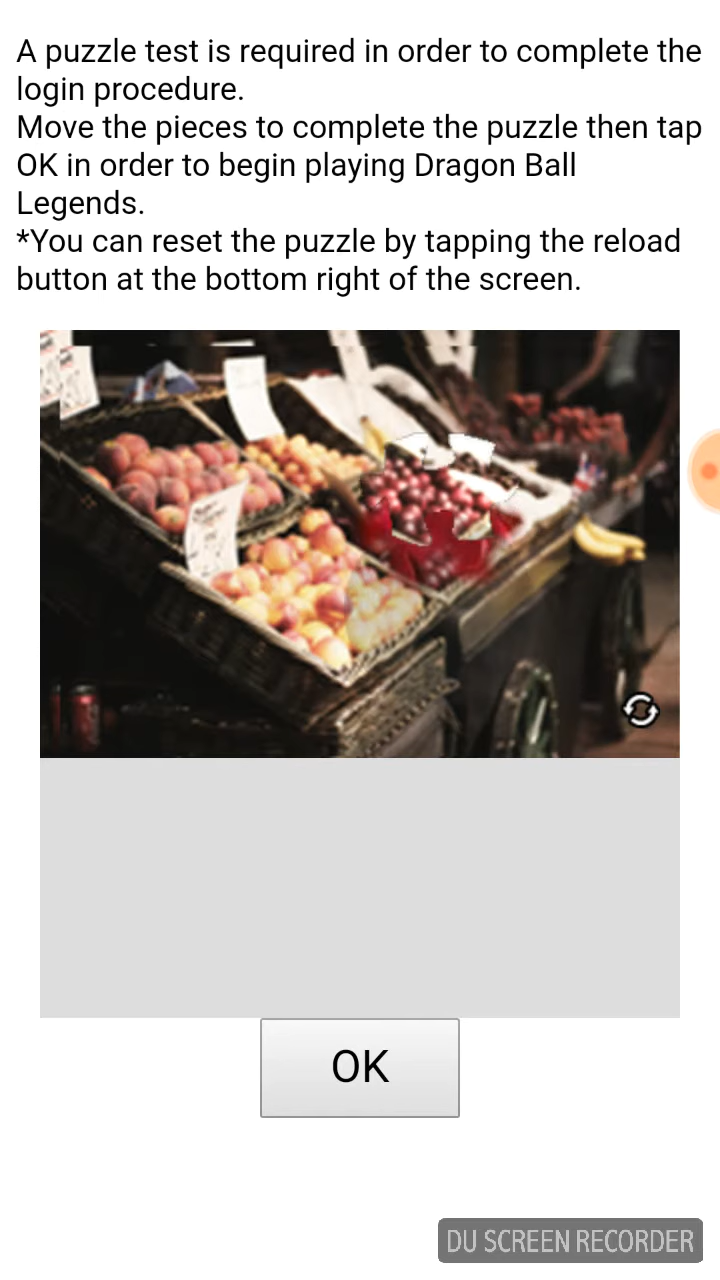 A puzzle test is required in order to complete the
login procedure.
Move the pieces to complete the puzzle then tap
OK in order to begin playing Dragon Ball
Legends.
*You can reset the puzzle by tapping the reload
button at the bottom right of the screen.
OK
DU SCREEN RECORDER